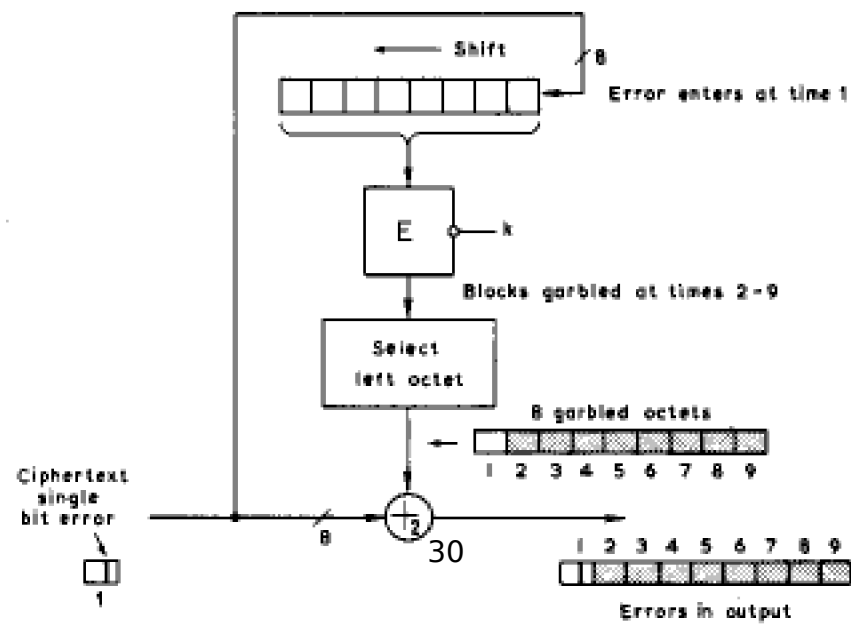 Shift
8
Error enters at time 1
E
k
Blocks garbled at times 2-9
Select
left octet
8 garbled octets
1 2 3 4 5 6 7 8 9
Ciphertext
single
bit error
8
+2
30
1
1 2 3 4 5 6 7 8 9
Errors in output